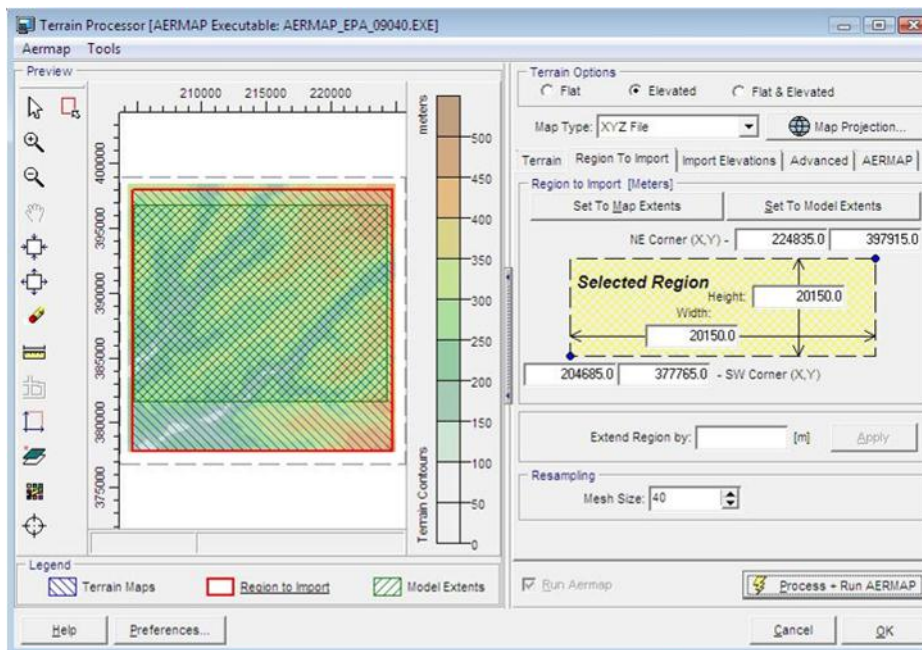 Terrain Processor [AERMAP Executable: AERMAP_EPA_09040.EXE]
Aermap Tools
Preview
210000 215000 220000
400000
395000
390000
385000
380000
375000
meters
500
450
400
350
300
250
200
150
100
50
0
Terrain Contours
Legend
Terrain Maps
Region to Import
Model Extents
Terrain Options
Flat
Elevated
Flat & Elevated
Map Type: XYZ File
Map Projection...
Terrain
Region To Import
Import Elevations
Advanced
AERMAP
Region to Import [Meters]
Set To Map Extents
Set To Model Extents
NE Corner (X,Y) - 224835.0 397915.0
Selected Region
Height: 20150.0
Width:
20150.0
204685.0 377765.0 - SW Corner (X,Y)
Extend Region by: [m] Apply
Resampling
Mesh Size: 40
Run Aermap
Process + Run AERMAP
Help
Preferences...
Cancel
OK